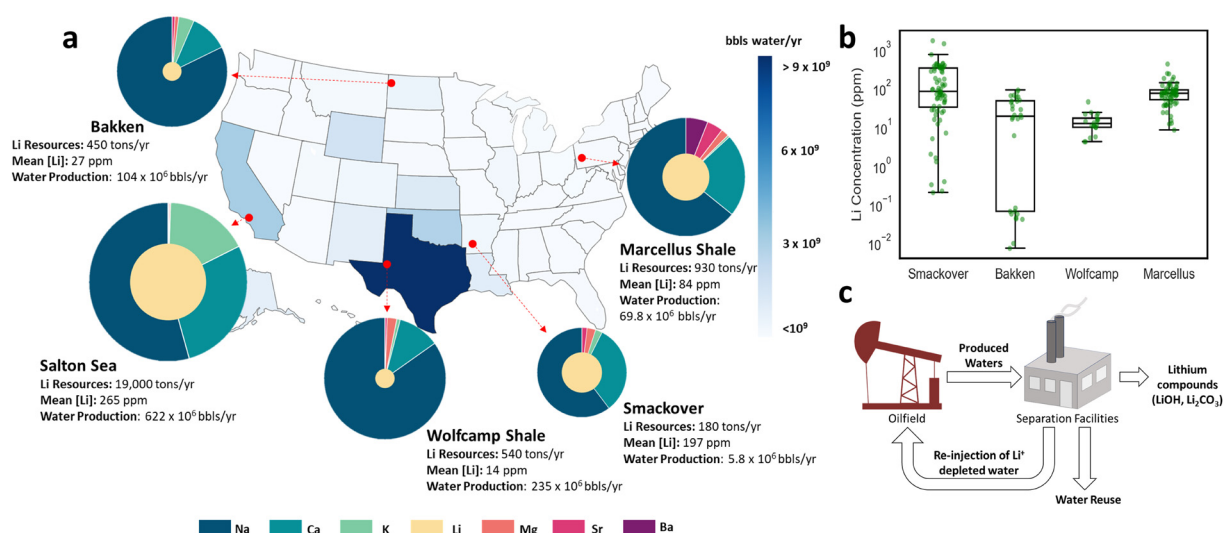 a
Bakken
Li Resources: 450 tons/yr
Mean [Li]: 27 ppm
Water Production: 104 x 10⁶ bbls/yr
Salton Sea
Li Resources: 19,000 tons/yr
Mean [Li]: 265 ppm
Water Production: 622 x 10⁶ bbls/yr
Wolfcamp Shale
Li Resources: 540 tons/yr
Mean [Li]: 14 ppm
Water Production: 235 x 10⁶ bbls/yr
Smackover
Li Resources: 180 tons/yr
Mean [Li]: 197 ppm
Water Production: 5.8 x 10⁶ bbls/yr
Marcellus Shale
Li Resources: 930 tons/yr
Mean [Li]: 84 ppm
Water Production:
69.8 x 10⁶ bbls/yr
bbls water/yr
> 9 x 10⁹
6 x 10⁹
3 x 10⁹
<10⁹
Na Ca K Li Mg Sr Ba
b
Li Concentration (ppm)
10³
10²
10¹
10⁰
10⁻¹
10⁻²
Smackover Bakken Wolfcamp Marcellus
c
Produced
Waters
Lithium
compounds
(LiOH, Li₂CO₃)
Oilfield
Separation Facilities
Re-injection of Li⁺
depleted water
Water Reuse